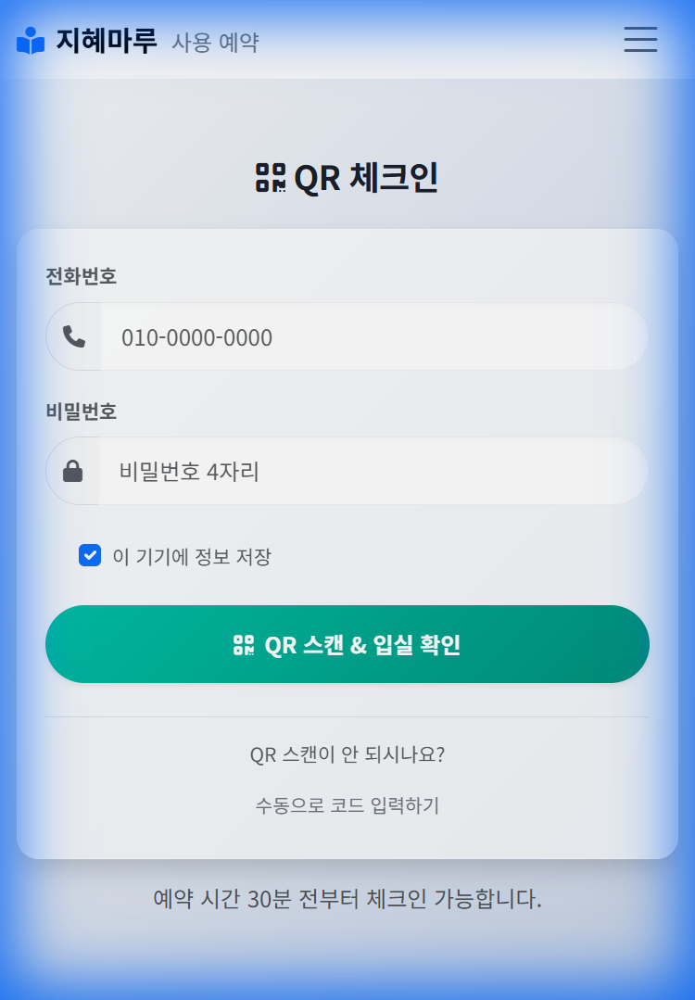 지혜마루 사용 예약
QR 체크인
전화번호
010-0000-0000
비밀번호
비밀번호 4자리
이 기기에 정보 저장
QR 스캔 & 입실 확인
QR 스캔이 안 되시나요?
수동으로 코드 입력하기
예약 시간 30분 전부터 체크인 가능합니다.